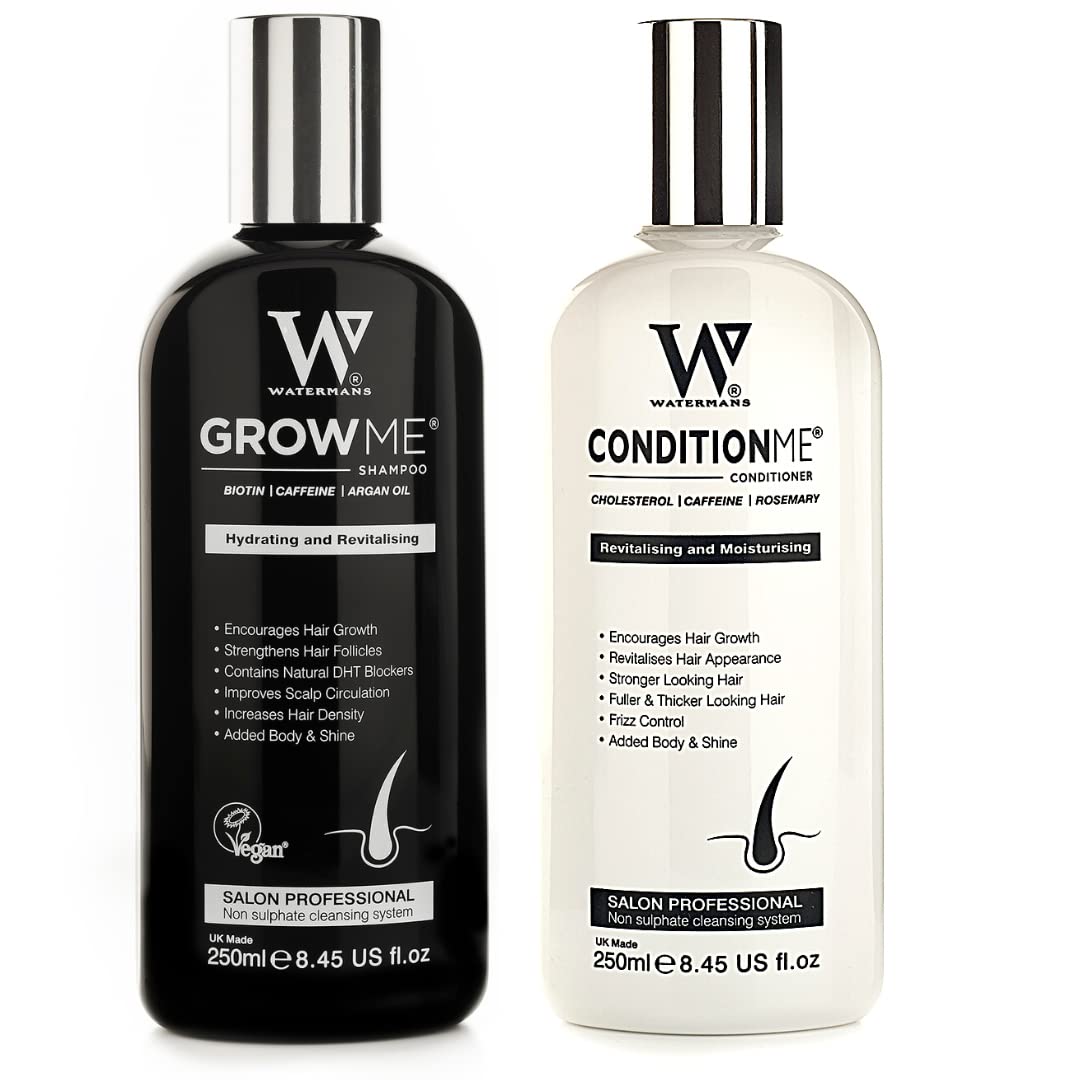 W
®
WATERMANS
GROWME®
SHAMPOO
BIOTIN | CAFFEINE | ARGAN OIL
Hydrating and Revitalising
• Encourages Hair Growth
• Strengthens Hair Follicles
• Contains Natural DHT Blockers
• Improves Scalp Circulation
• Increases Hair Density
• Added Body & Shine
Vegan®
SALON PROFESSIONAL
Non sulphate cleansing system
UK Made
250ml e 8.45 US fl.oz
W
®
WATERMANS
CONDITIONME®
CONDITIONER
CHOLESTEROL | CAFFEINE | ROSEMARY
Revitalising and Moisturising
• Encourages Hair Growth
• Revitalises Hair Appearance
• Stronger Looking Hair
• Fuller & Thicker Looking Hair
• Frizz Control
• Added Body & Shine
SALON PROFESSIONAL
Non sulphate cleansing system
UK Made
250ml e 8.45 US fl.oz